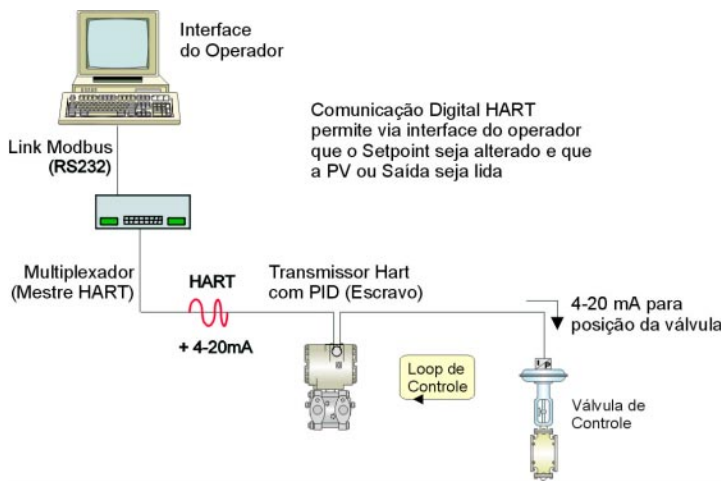 Interface
do Operador
Comunicação Digital HART
permite via interface do operador
que o Setpoint seja alterado e que
a PV ou Saída seja lida
Link Modbus
(RS232)
Multiplexador
(Mestre HART)
HART
+ 4-20mA
Transmissor Hart
com PID (Escravo)
4-20 mA para
posição da válvula
Loop de
Controle
I/P
Válvula de
Controle